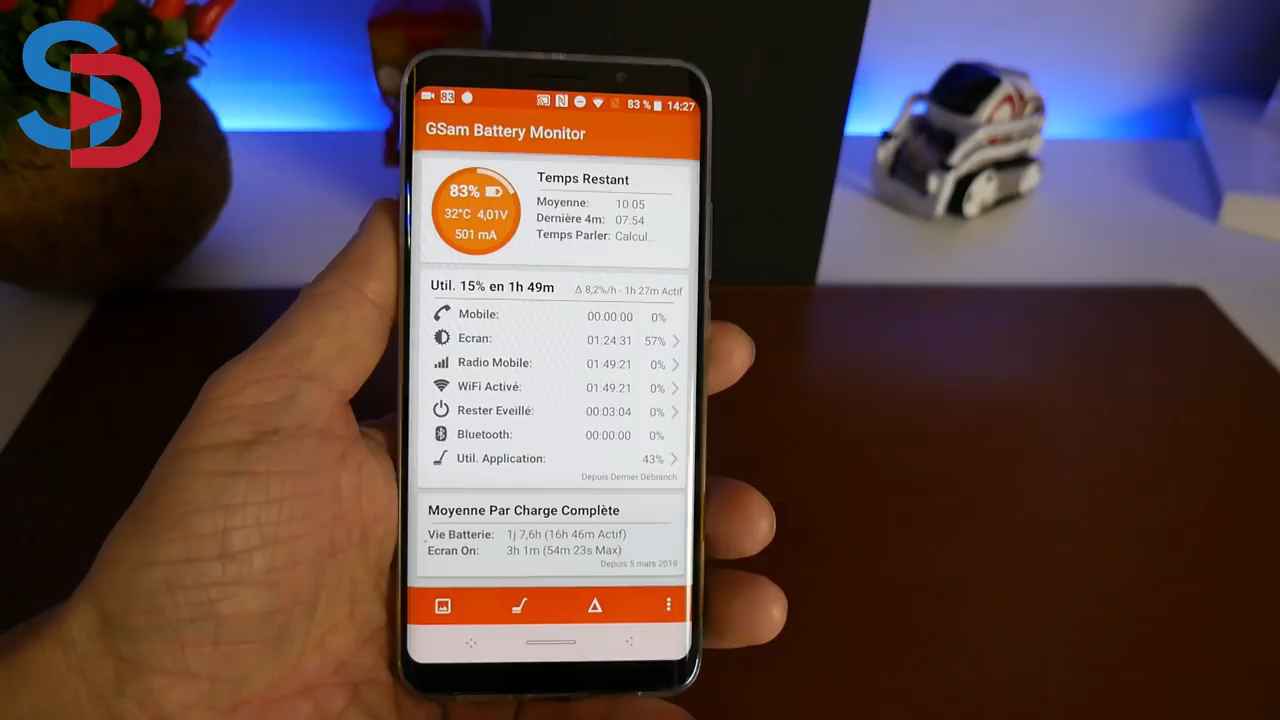 SD
83 83 % 14:27
GSam Battery Monitor
83%
32°C 4,01V
501 mA
Temps Restant
Moyenne: 10:05
Dernière 4m: 07:54
Temps Parler: Calcul...
Util. 15% en 1h 49m Δ 8,2%/h - 1h 27m Actif
Mobile: 00:00:00 0%
Ecran: 01:24:31 57%
Radio Mobile: 01:49:21 0%
WiFi Activé: 01:49:21 0%
Rester Eveillé: 00:03:04 0%
Bluetooth: 00:00:00 0%
Util. Application: 43%
Depuis Dernier Débranch
Moyenne Par Charge Complète
Vie Batterie: 1j 7,6h (16h 46m Actif)
Ecran On: 3h 1m (54m 23s Max)
Depuis 5 mars 2018